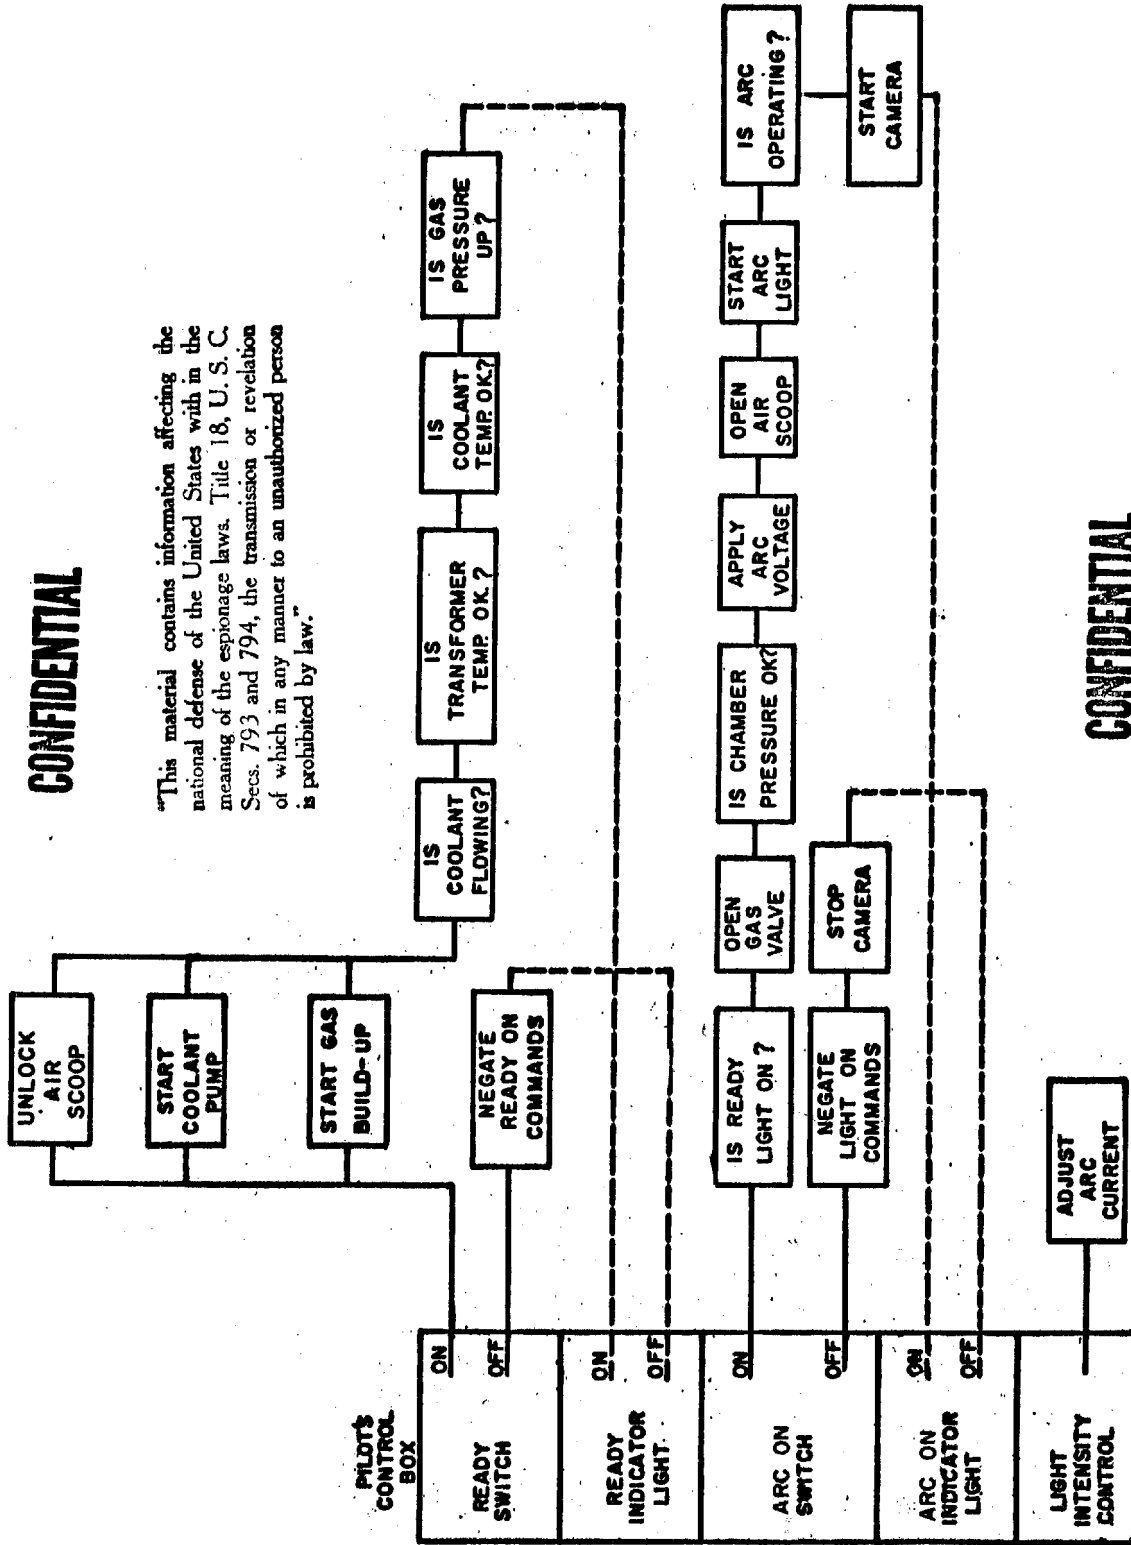 CONFIDENTIAL
"This material contains information affecting the
national defense of the United States with in the
meaning of the espionage laws. Title 18, U. S. C.
Secs. 793 and 794, the transmission or revelation
of which in any manner to an unauthorized person
is prohibited by law."
UNLOCK
AIR
SCOOP
START
COOLANT
PUMP
START GAS
BUILD-UP
IS
COOLANT
FLOWING?
IS
TRANSFORMER
TEMP. OK.?
IS
COOLANT
TEMP. OK.?
IS GAS
PRESSURE
UP?
NEGATE
READY ON
COMMANDS
IS READY
LIGHT ON ?
OPEN
GAS
VALVE
IS CHAMBER
PRESSURE OK?
APPLY
ARC
VOLTAGE
OPEN
AIR
SCOOP
START
ARC
LIGHT
IS ARC
OPERATING?
START
CAMERA
NEGATE
LIGHT ON
COMMANDS
STOP
CAMERA
ADJUST
ARC
CURRENT
PILOT'S
CONTROL
BOX
READY
SWITCH
ON
OFF
READY
INDICATOR
LIGHT
ON
OFF
ARC ON
SWITCH
ON
OFF
ARC ON
INDICATOR
LIGHT
ON
OFF
LIGHT
INTENSITY
CONTROL
CONFIDENTIAL